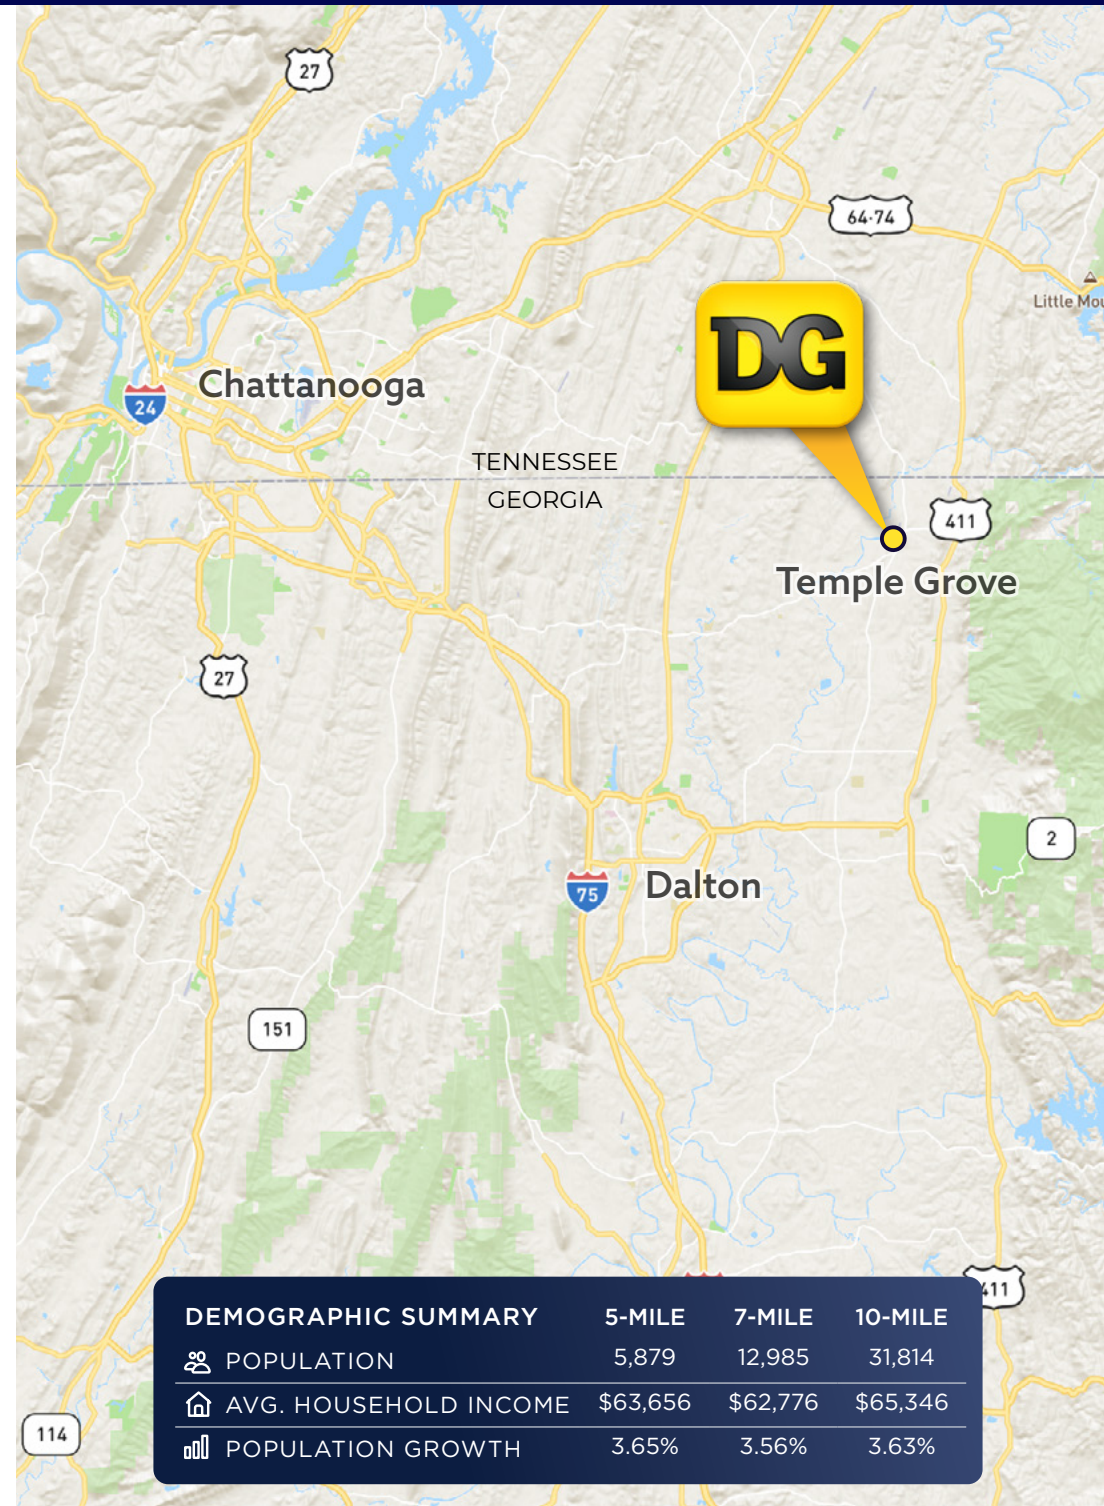 27
64·74
Little Mou
DG
Chattanooga
24
TENNESSEE
GEORGIA
411
Temple Grove
27
2
75
Dalton
151
411
DEMOGRAPHIC SUMMARY 5-MILE 7-MILE 10-MILE
POPULATION 5,879 12,985 31,814
AVG. HOUSEHOLD INCOME $63,656 $62,776 $65,346
POPULATION GROWTH 3.65% 3.56% 3.63%
114